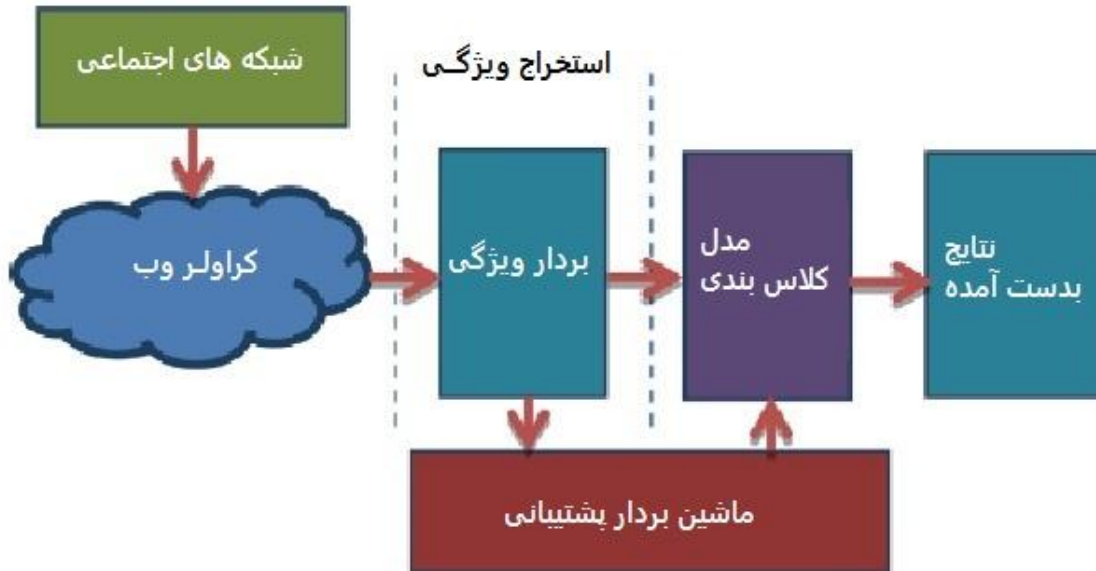 شبکه های اجتماعی
استخراج ویژگی
کراولر وب
بردار ویژگی
مدل
کلاس بندی
نتایج
بدست آمده
ماشین بردار پشتیبانی